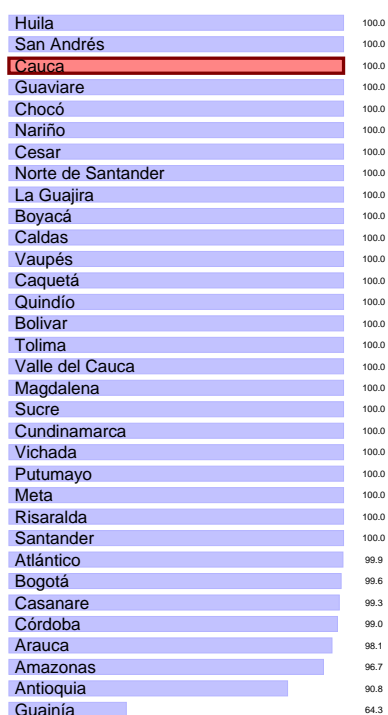 Huila 100.0
San Andrés 100.0
Cauca 100.0
Guaviare 100.0
Chocó 100.0
Nariño 100.0
Cesar 100.0
Norte de Santander 100.0
La Guajira 100.0
Boyacá 100.0
Caldas 100.0
Vaupés 100.0
Caquetá 100.0
Quindío 100.0
Bolivar 100.0
Tolima 100.0
Valle del Cauca 100.0
Magdalena 100.0
Sucre 100.0
Cundinamarca 100.0
Vichada 100.0
Putumayo 100.0
Meta 100.0
Risaralda 100.0
Santander 100.0
Atlántico 99.9
Bogotá 99.6
Casanare 99.3
Córdoba 99.0
Arauca 98.1
Amazonas 96.7
Antioquia 90.8
Guainía 64.3